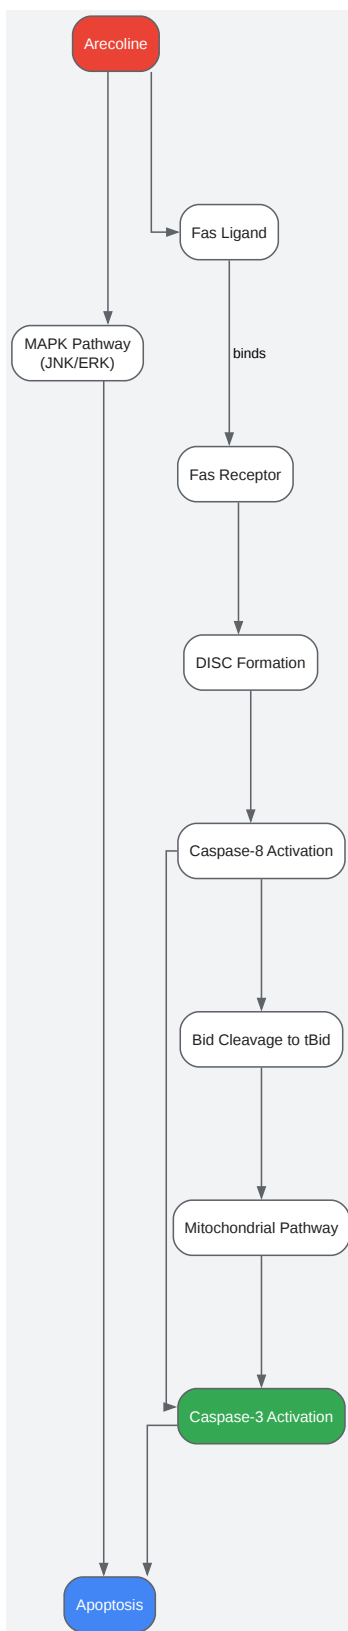 Arecoline
Fas Ligand
MAPK Pathway
(JNK/ERK)
binds
Fas Receptor
DISC Formation
Caspase-8 Activation
Bid Cleavage to tBid
Mitochondrial Pathway
Caspase-3 Activation
Apoptosis